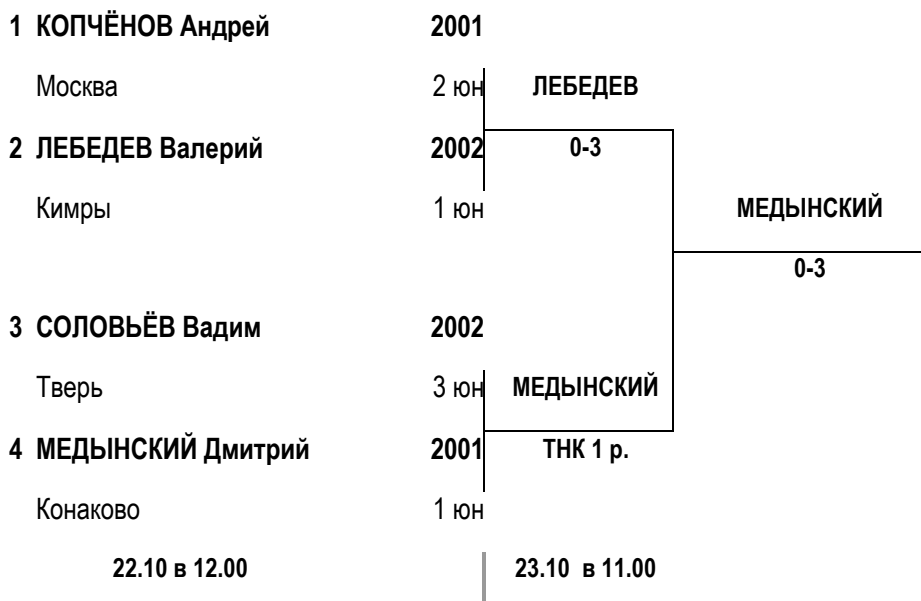 1 КОПЧЁНОВ Андрей 2001
Москва 2 юн ЛЕБЕДЕВ
2 ЛЕБЕДЕВ Валерий 2002 0-3
Кимры 1 юн МЕДЫНСКИЙ
0-3
3 СОЛОВЬЁВ Вадим 2002
Тверь 3 юн МЕДЫНСКИЙ
4 МЕДЫНСКИЙ Дмитрий 2001 ТНК 1 р.
Конаково 1 юн
22.10 в 12.00 23.10 в 11.00